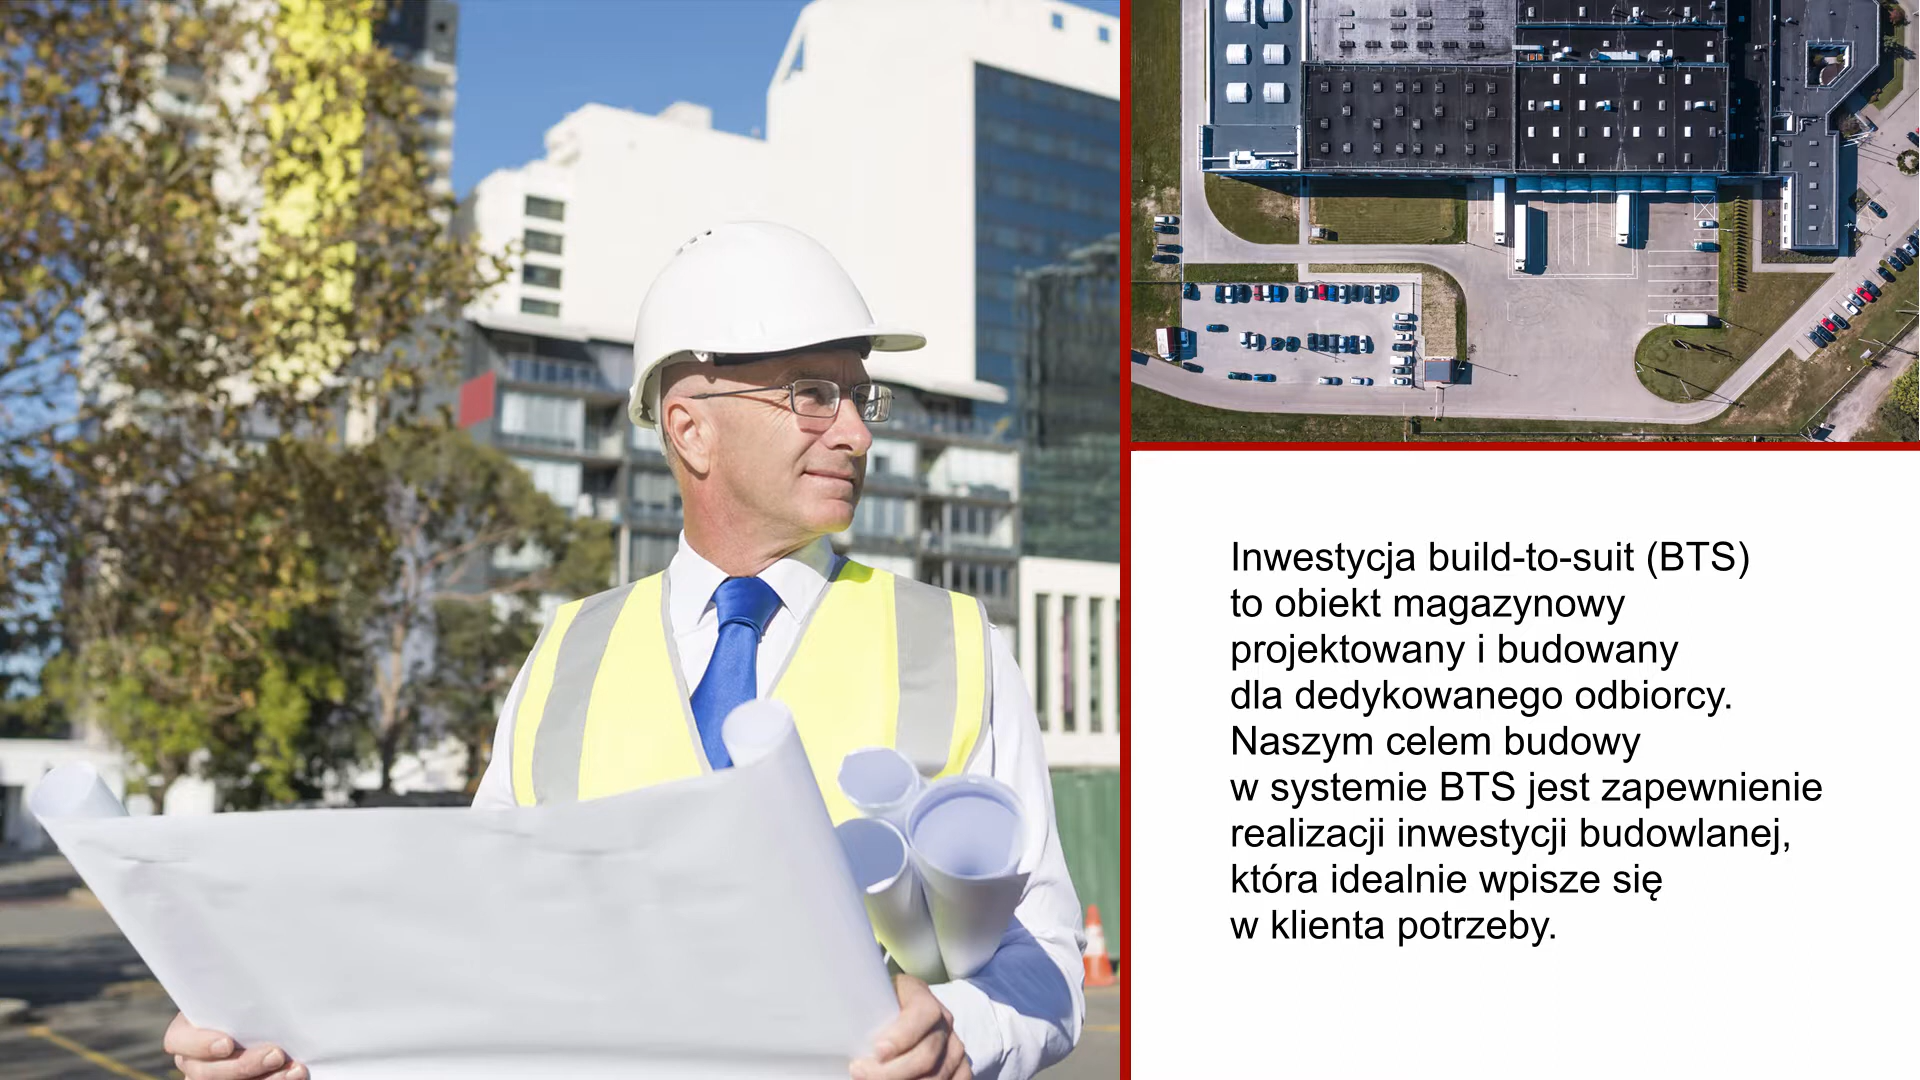 Inwestycja build-to-suit (BTS)
to obiekt magazynowy
projektowany i budowany
dla dedykowanego odbiorcy.
Naszym celem budowy
w systemie BTS jest zapewnienie
realizacji inwestycji budowlanej,
która idealnie wpisze się
w klienta potrzeby.